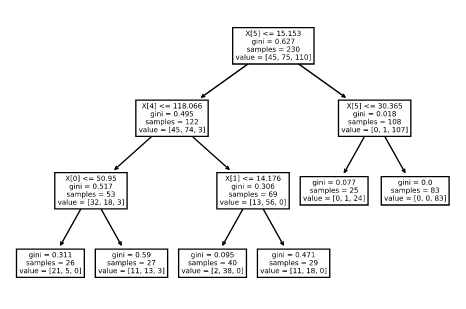 X[5] <= 15.153
gini = 0.627
samples = 230
value = [45, 75, 110]
X[4] <= 118.066
gini = 0.495
samples = 122
value = [45, 74, 3]
X[5] <= 30.365
gini = 0.018
samples = 108
value = [0, 1, 107]
X[0] <= 50.95
gini = 0.517
samples = 53
value = [32, 18, 3]
X[1] <= 14.176
gini = 0.306
samples = 69
value = [13, 56, 0]
gini = 0.077
samples = 25
value = [0, 1, 24]
gini = 0.0
samples = 83
value = [0, 0, 83]
gini = 0.311
samples = 26
value = [21, 5, 0]
gini = 0.59
samples = 27
value = [11, 13, 3]
gini = 0.095
samples = 40
value = [2, 38, 0]
gini = 0.471
samples = 29
value = [11, 18, 0]